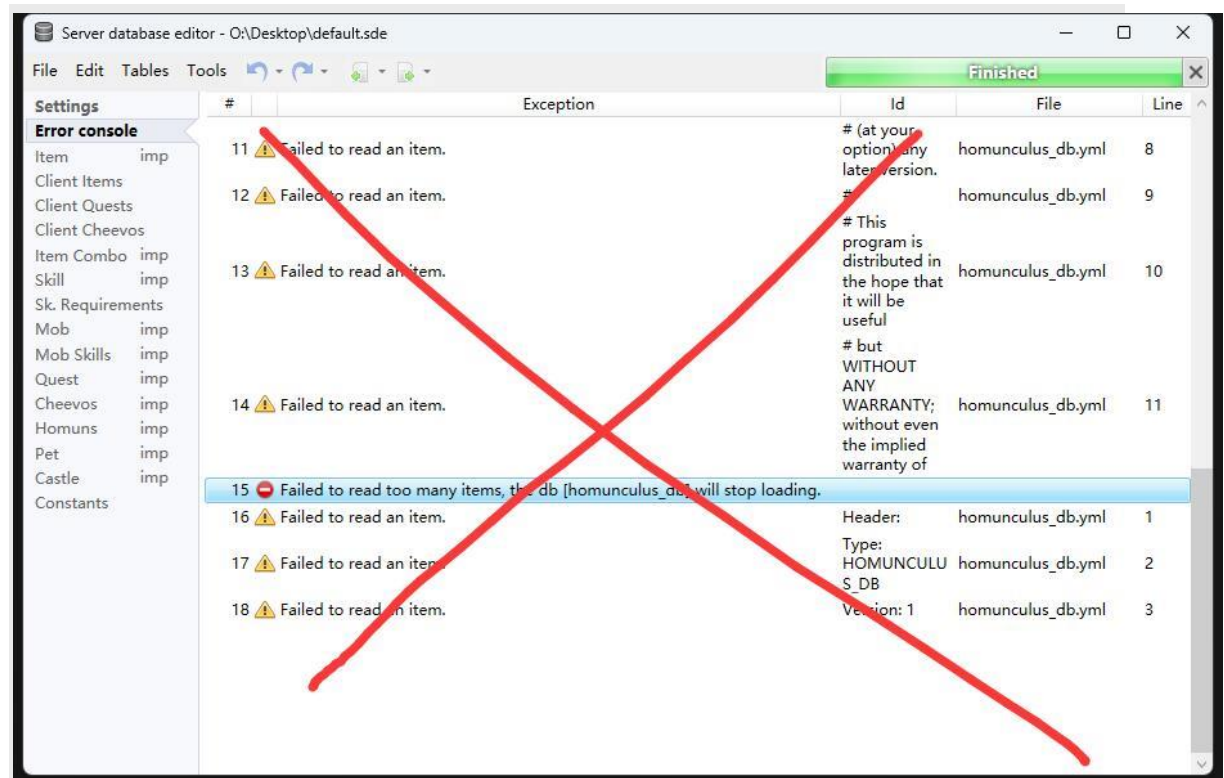 Server database editor - O:\Desktop\default.sde
File Edit Tables Tools
Finished
Settings
Error console
Item imp
Client Items
Client Quests
Client Cheevos
Item Combo imp
Skill imp
Sk. Requirements
Mob imp
Mob Skills imp
Quest imp
Cheevos imp
Homuns imp
Pet imp
Castle imp
Constants
# Exception Id File Line
# (at your
11 Failed to read an item. option) any homunculus_db.yml 8
later version.
12 Failed to read an item. # homunculus_db.yml 9
# This
program is
distributed in
13 Failed to read an item. the hope that homunculus_db.yml 10
it will be
useful
# but
WITHOUT
ANY
14 Failed to read an item. WARRANTY; homunculus_db.yml 11
without even
the implied
warranty of
15 Failed to read too many items, the db [homunculus_db] will stop loading.
16 Failed to read an item. Header: homunculus_db.yml 1
Type:
17 Failed to read an item. HOMUNCULU homunculus_db.yml 2
S_DB
18 Failed to read an item. Version: 1 homunculus_db.yml 3